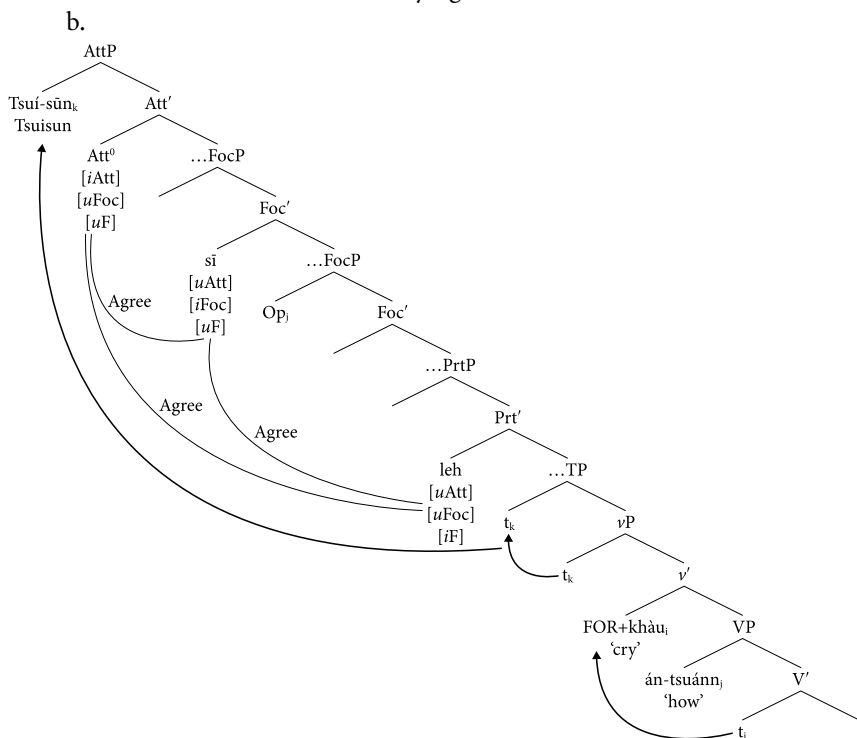 b.
AttP
Tsuí-sūnₖ
Tsuisun
Att′
Att⁰
[iAtt]
[uFoc]
[uF]
…FocP
Foc′
sī
[uAtt]
[iFoc]
[uF]
…FocP
Opⱼ
Foc′
…PrtP
Prt′
leh
[uAtt]
[uFoc]
[iF]
…TP
tₖ
vP
tₖ
v′
FOR+khàuᵢ
‘cry’
VP
án-tsuánnⱼ
‘how’
V′
tᵢ
Agree
Agree
Agree